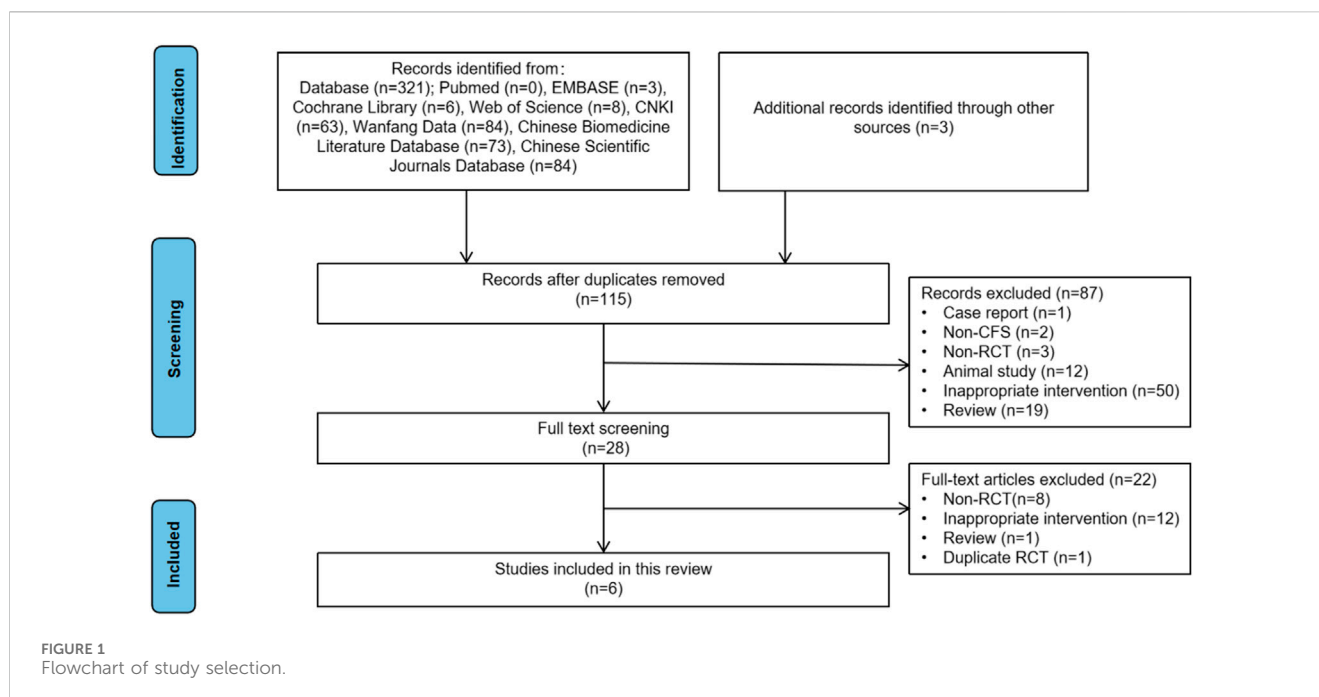 Identification
Records identified from:
Database (n=321); Pubmed (n=0), EMBASE (n=3),
Cochrane Library (n=6), Web of Science (n=8), CNKI
(n=63), Wanfang Data (n=84), Chinese Biomedicine
Literature Database (n=73), Chinese Scientific
Journals Database (n=84)
Additional records identified through other
sources (n=3)
Screening
Records after duplicates removed
(n=115)
Records excluded (n=87)
• Case report (n=1)
• Non-CFS (n=2)
• Non-RCT (n=3)
• Animal study (n=12)
• Inappropriate intervention (n=50)
• Review (n=19)
Full text screening
(n=28)
Full-text articles excluded (n=22)
• Non-RCT(n=8)
• Inappropriate intervention (n=12)
• Review (n=1)
• Duplicate RCT (n=1)
Included
Studies included in this review
(n=6)
FIGURE 1
Flowchart of study selection.